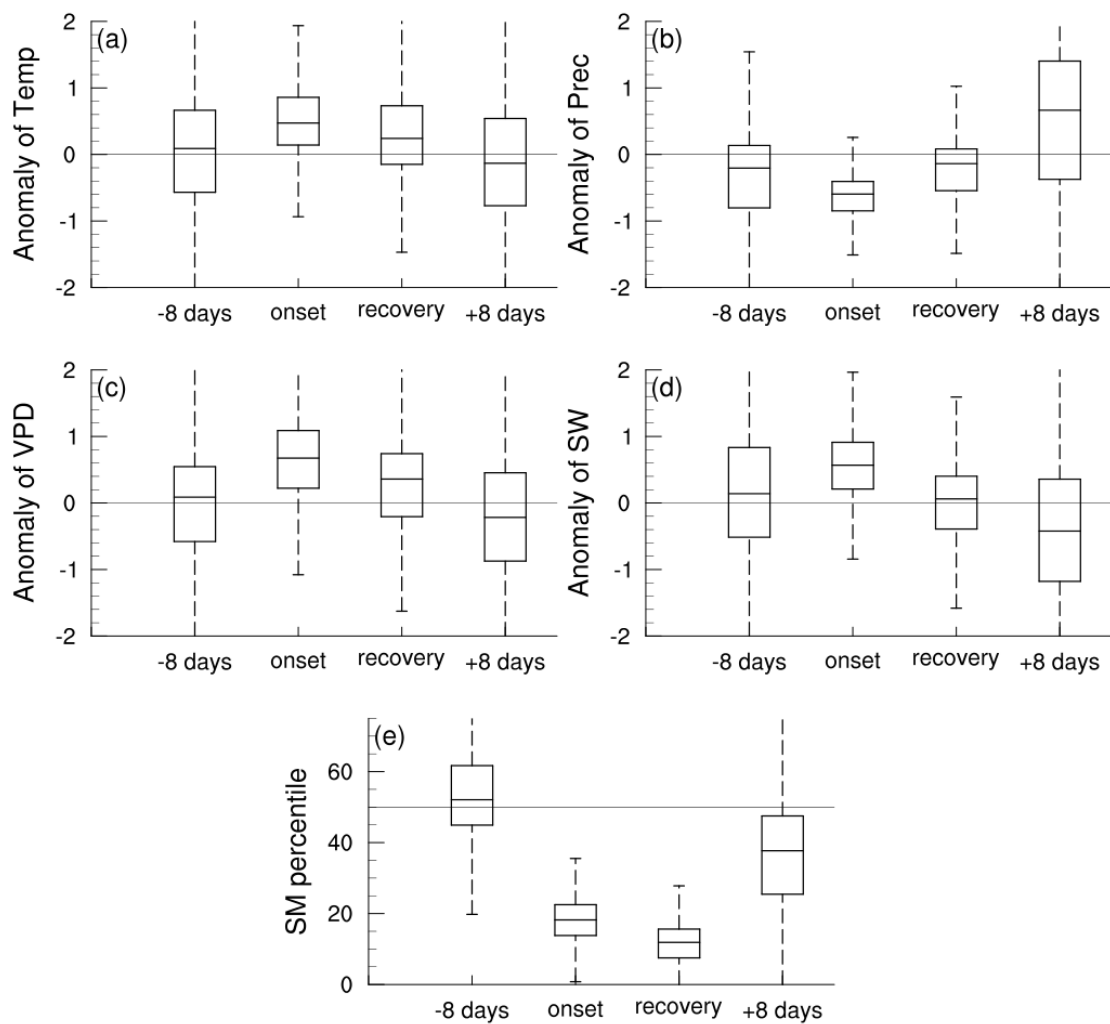 (a)
Anomaly of Temp
2
1
0
-1
-2
-8 days onset recovery +8 days
(b)
Anomaly of Prec
2
1
0
-1
-2
-8 days onset recovery +8 days
(c)
Anomaly of VPD
2
1
0
-1
-2
-8 days onset recovery +8 days
(d)
Anomaly of SW
2
1
0
-1
-2
-8 days onset recovery +8 days
(e)
SM percentile
60
40
20
0
-8 days onset recovery +8 days